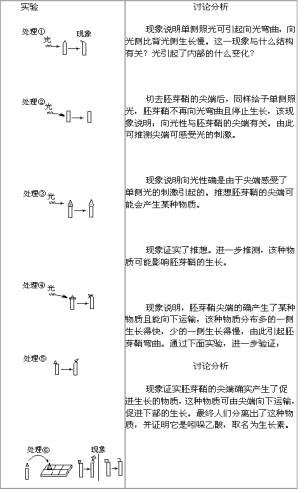 实验
讨论分析
处理①
光
现象
现象说明单侧照光可引起向光弯曲，向
光侧比背光侧生长慢。这一现象与什么结构
有关？光引起了内部的什么变化？
处理②
光
切去胚芽鞘的尖端后，同样给子单侧照
光，胚芽鞘不再向光弯曲且停止生长，该现
象说明，向光性与胚芽鞘的尖端有关。由此
可推测尖端可感受光的刺激。
处理③
光
现象说明向光性确是由于尖端感受了
单侧光的刺激引起的。推想胚芽鞘的尖端可
能会产生某种物质。
现象证实了推想。进一步推测，该种物
质可能影响胚芽鞘的生长。
处理④
光
现象说明，胚芽鞘尖端的确产生了某种
物质且能向下运输，该种物质分布多的一侧
生长得快，少的一侧生长得慢，由此引起胚
芽鞘弯曲。通过下面实验，进一步验证：
处理⑤
讨论分析
现象证实胚芽鞘的尖端确实产生了促
进生长的物质，这种物质可由尖端向下运输，
促进下部的生长。最终人们分离出了这种物
质，并证明它是吲哚乙酸，取名为生长素。
处理⑥
现象